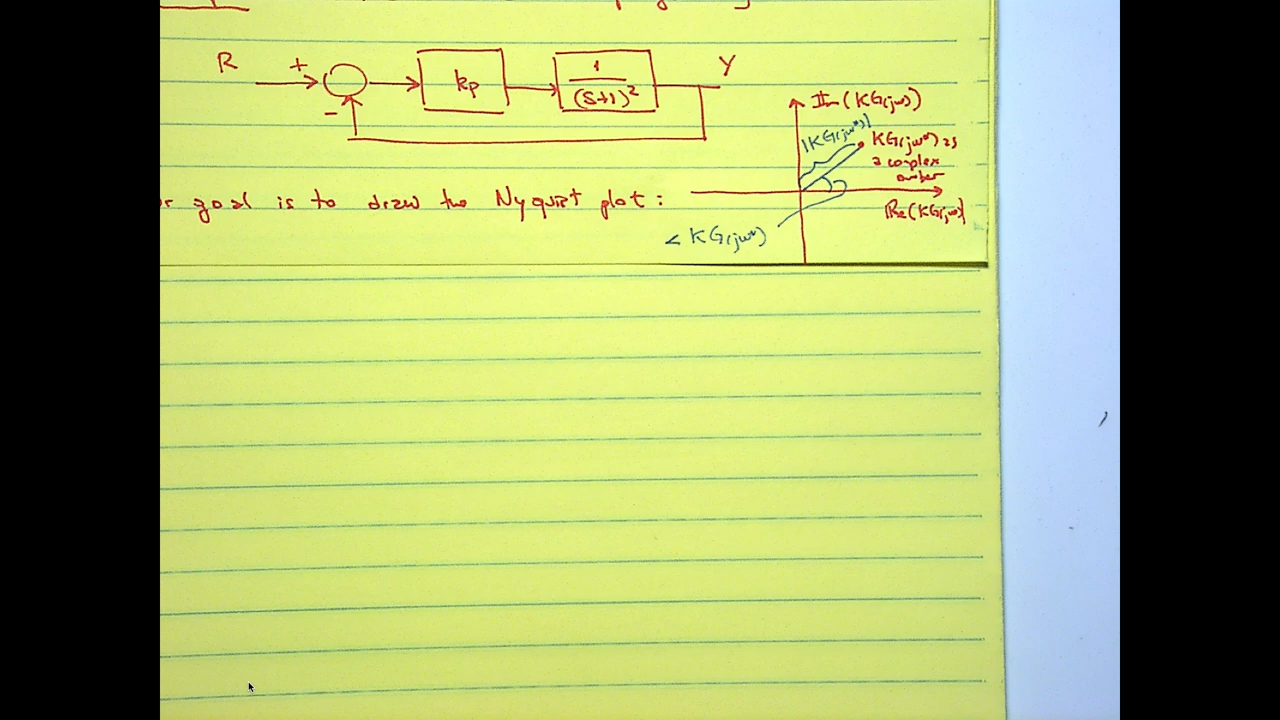 R + kp 1 Y
- (s+1)²
Im(KG(jω))
|KG(jω*)|
KG(jω*) is
a complex
number
goal is to draw the Nyquist plot:
Re(KG(jω))
∠ KG(jω*)